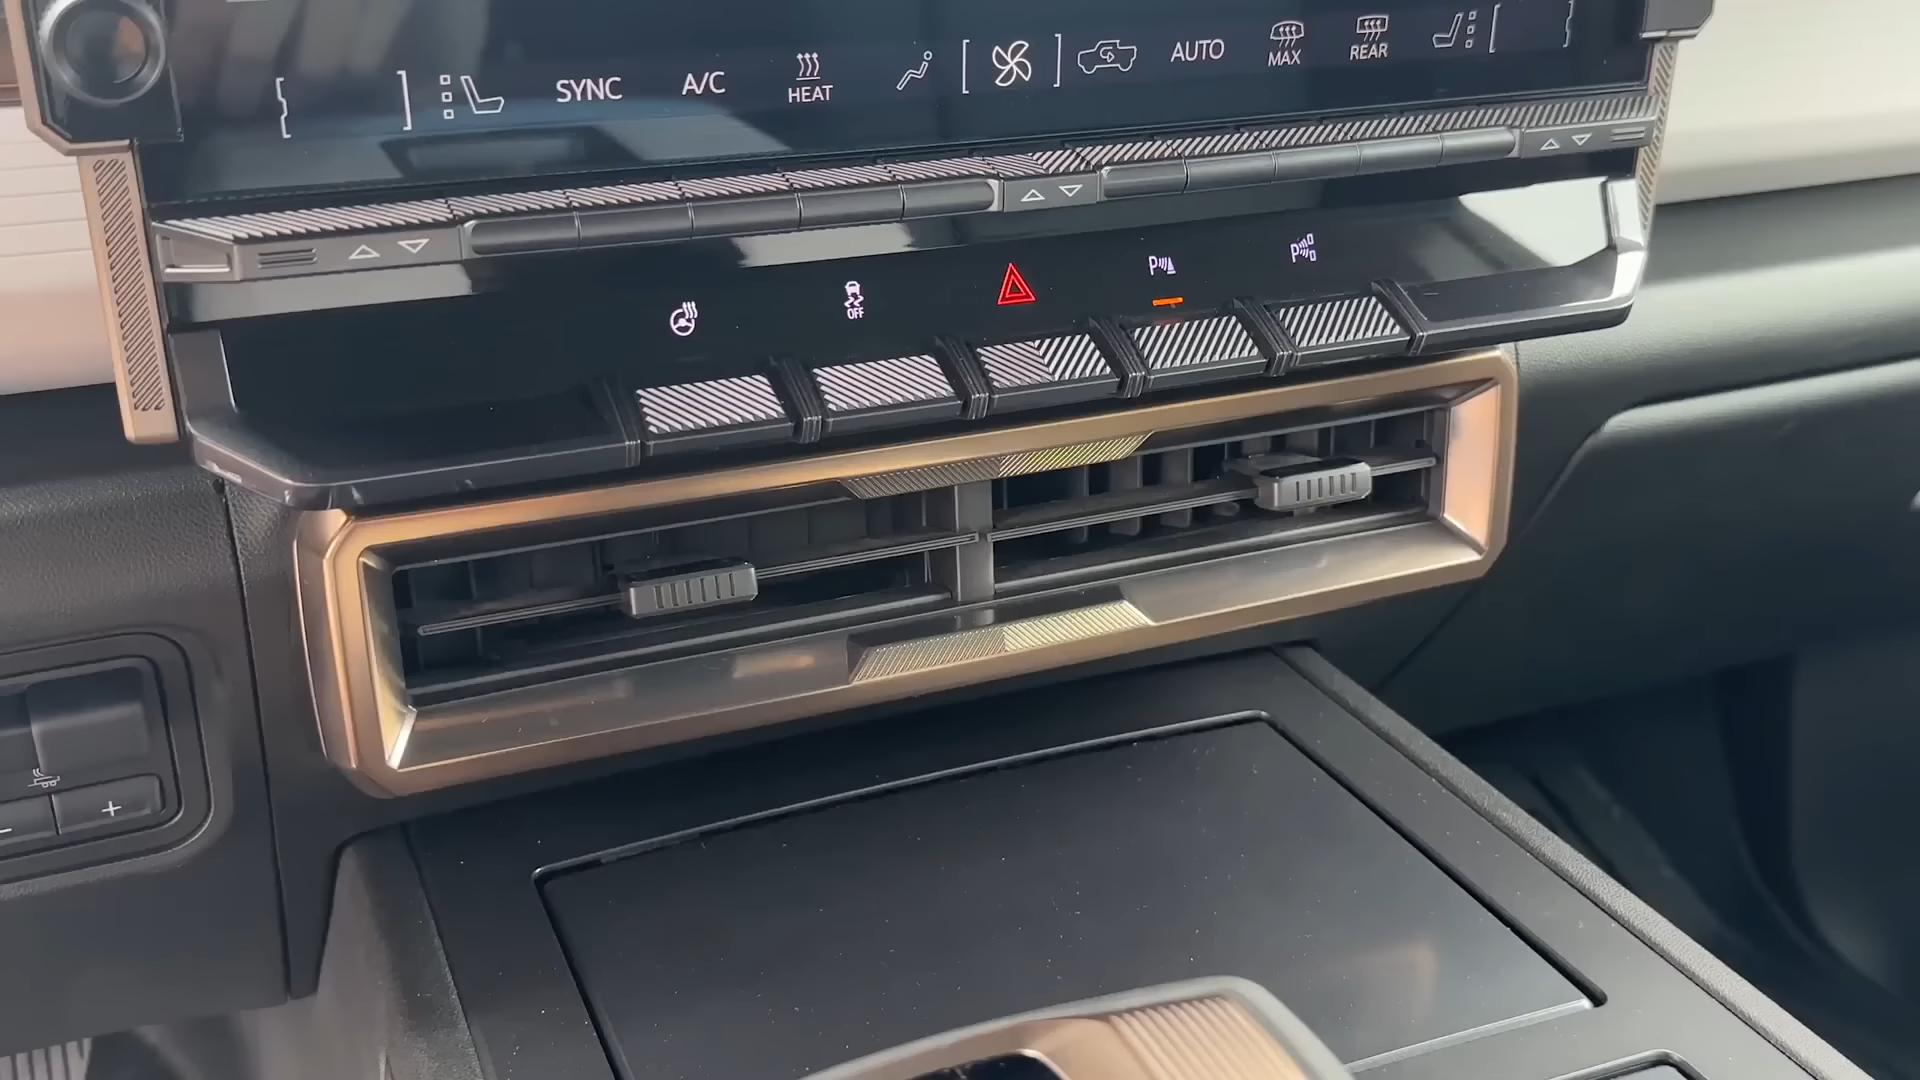 SYNC
A/C
HEAT
AUTO
MAX
REAR
OFF
P
P
- +